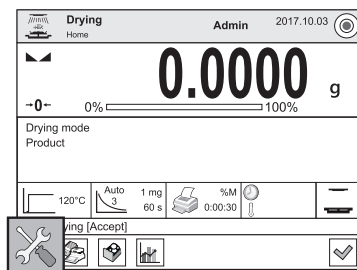 Drying
Home
Admin
2017.10.03
0.0000 g
→0←
0% 100%
Drying mode
Product
120°C
Auto
3
1 mg
60 s
%M
0:00:30
ying [Accept]